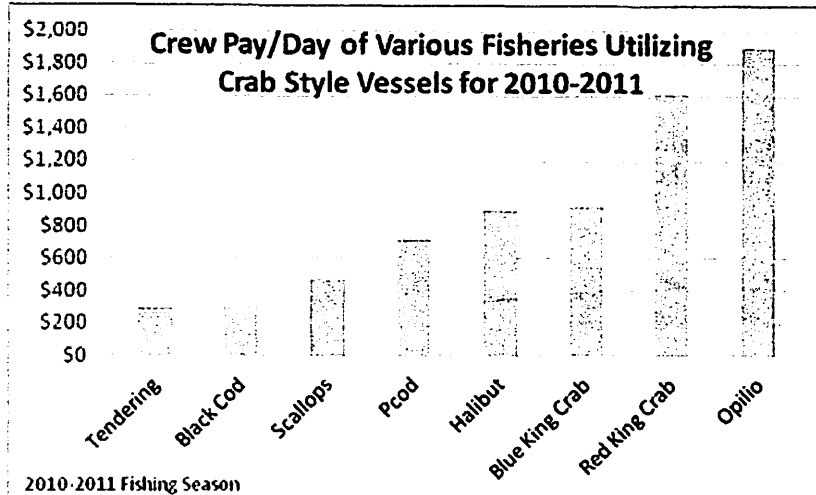 Crew Pay/Day of Various Fisheries Utilizing
Crab Style Vessels for 2010-2011
$2,000
$1,800
$1,600
$1,400
$1,200
$1,000
$800
$600
$400
$200
$0
Tendering
Black Cod
Scallops
Pcod
Halibut
Blue King Crab
Red King Crab
Opilio
2010-2011 Fishing Season